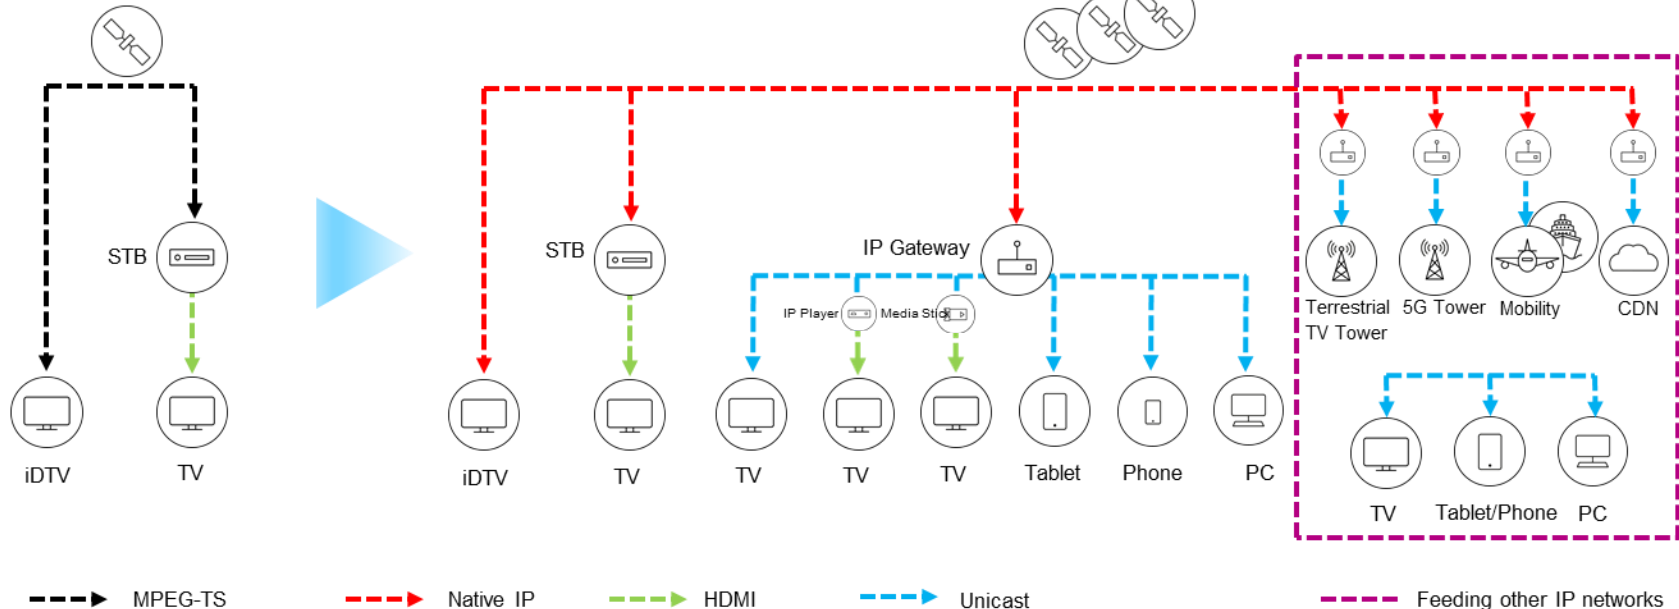 STB
iDTV
TV
STB
IP Gateway
IP Player
Media Stick
iDTV
TV
TV
TV
TV
Tablet
Phone
PC
Terrestrial
TV Tower
5G Tower
Mobility
CDN
TV
Tablet/Phone
PC
MPEG-TS
Native IP
HDMI
Unicast
Feeding other IP networks